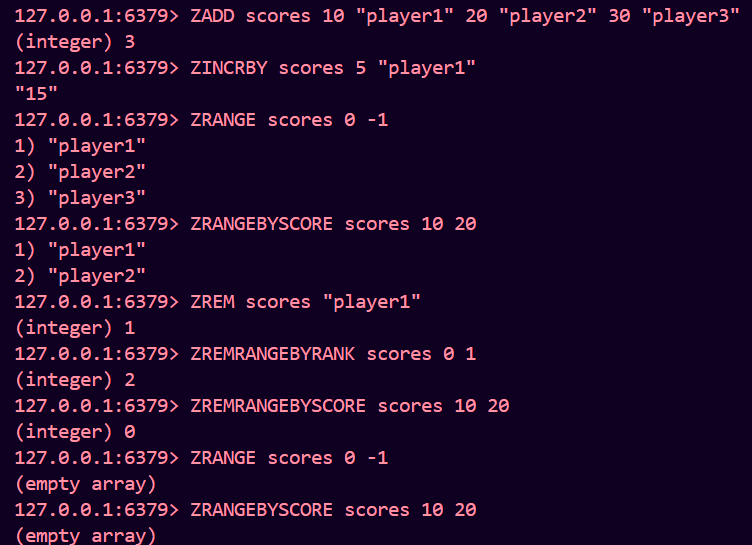 127.0.0.1:6379> ZADD scores 10 "player1" 20 "player2" 30 "player3"
(integer) 3
127.0.0.1:6379> ZINCRBY scores 5 "player1"
"15"
127.0.0.1:6379> ZRANGE scores 0 -1
1) "player1"
2) "player2"
3) "player3"
127.0.0.1:6379> ZRANGEBYSCORE scores 10 20
1) "player1"
2) "player2"
127.0.0.1:6379> ZREM scores "player1"
(integer) 1
127.0.0.1:6379> ZREMRANGEBYRANK scores 0 1
(integer) 2
127.0.0.1:6379> ZREMRANGEBYSCORE scores 10 20
(integer) 0
127.0.0.1:6379> ZRANGE scores 0 -1
(empty array)
127.0.0.1:6379> ZRANGEBYSCORE scores 10 20
(empty array)